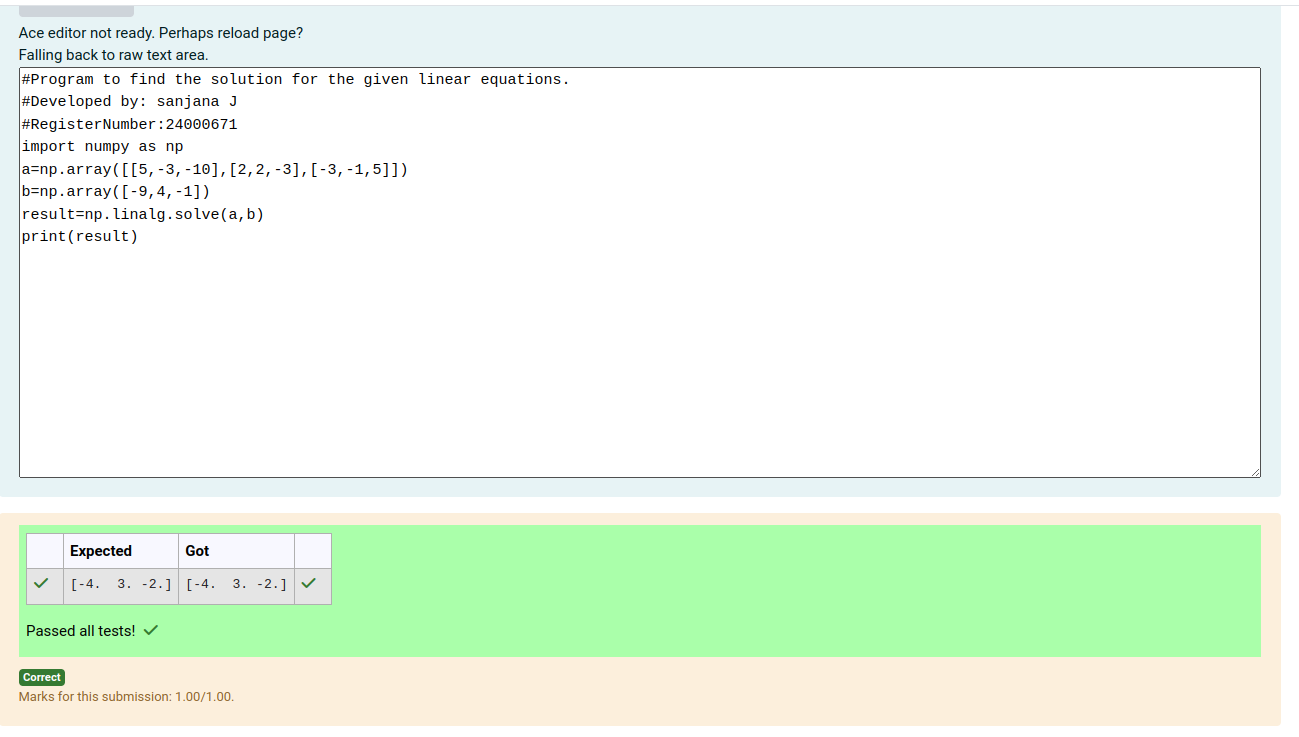 Ace editor not ready. Perhaps reload page?
Falling back to raw text area.
#Program to find the solution for the given linear equations.
#Developed by: sanjana J
#RegisterNumber:24000671
import numpy as np
a=np.array([[5,-3,-10],[2,2,-3],[-3,-1,5]])
b=np.array([-9,4,-1])
result=np.linalg.solve(a,b)
print(result)
Expected Got
[-4.  3. -2.] [-4.  3. -2.]
Passed all tests!
Correct
Marks for this submission: 1.00/1.00.